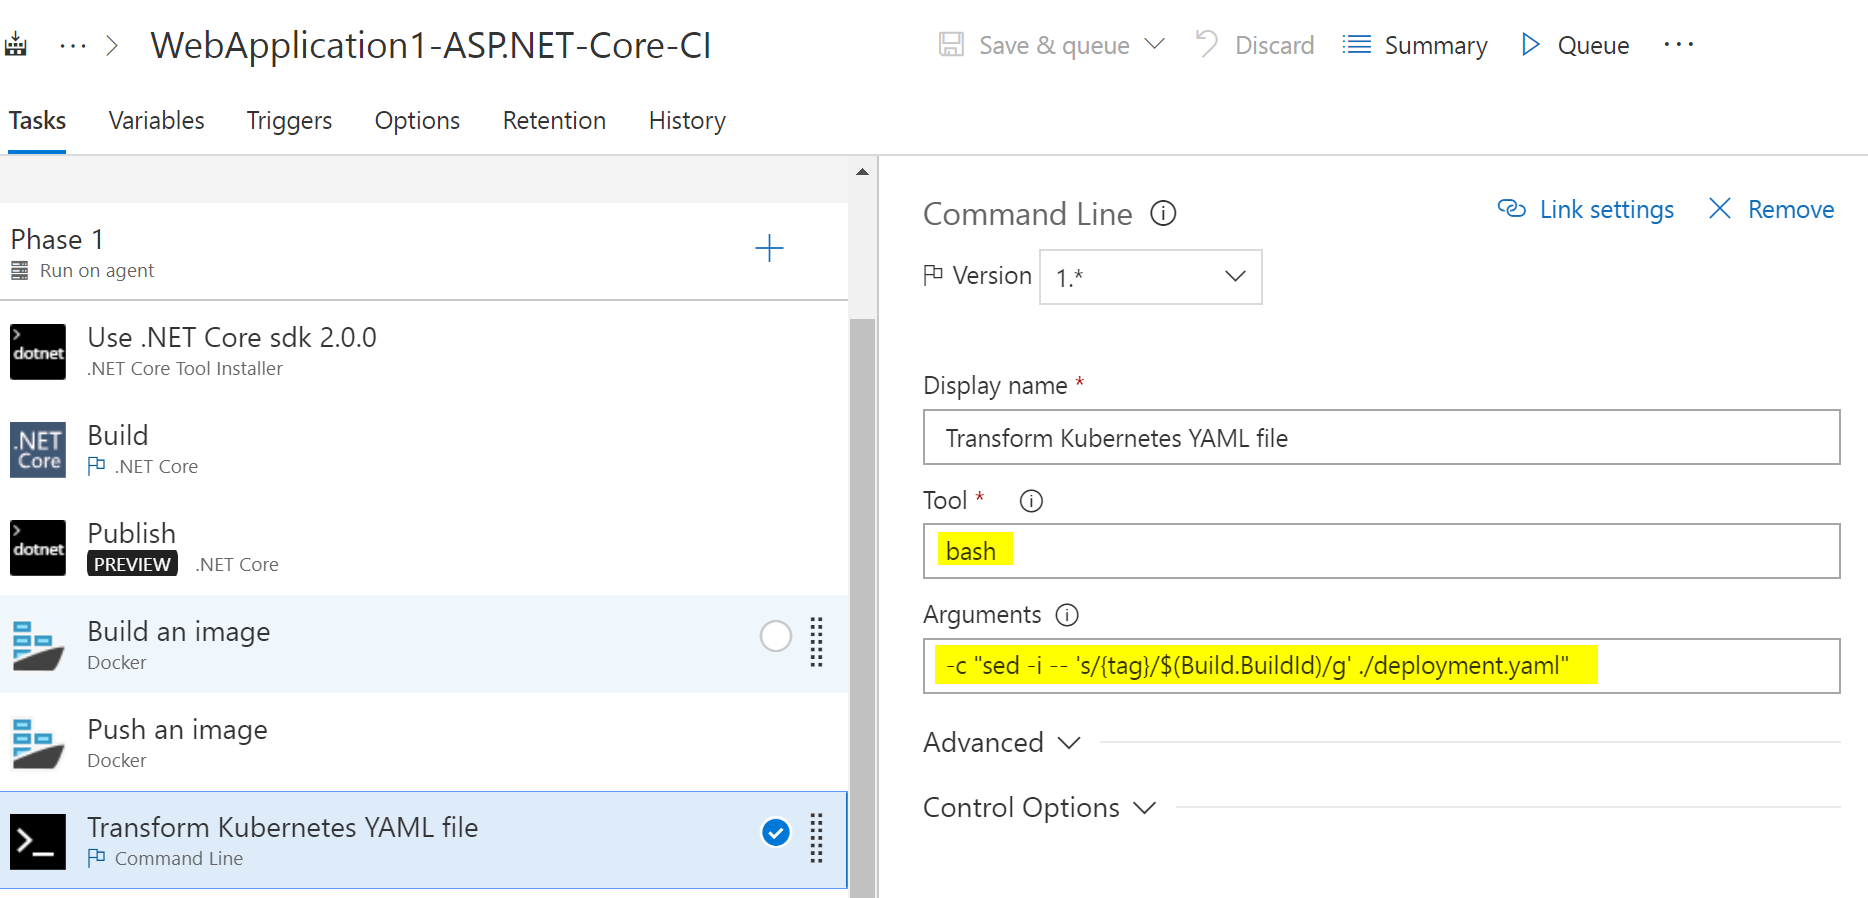 WebApplication1-ASP.NET-Core-CI
Save & queue
Discard
Summary
Queue
Tasks
Variables
Triggers
Options
Retention
History
Phase 1
Run on agent
>
dotnet
Use .NET Core sdk 2.0.0
.NET Core Tool Installer
.NET
Core
Build
.NET Core
>
dotnet
Publish
PREVIEW .NET Core
Build an image
Docker
Push an image
Docker
>_
Transform Kubernetes YAML file
Command Line
Command Line
Link settings
Remove
Version
1.*
Display name *
Transform Kubernetes YAML file
Tool *
bash
Arguments
-c "sed -i -- 's/{tag}/$(Build.BuildId)/g' ./deployment.yaml"
Advanced
Control Options